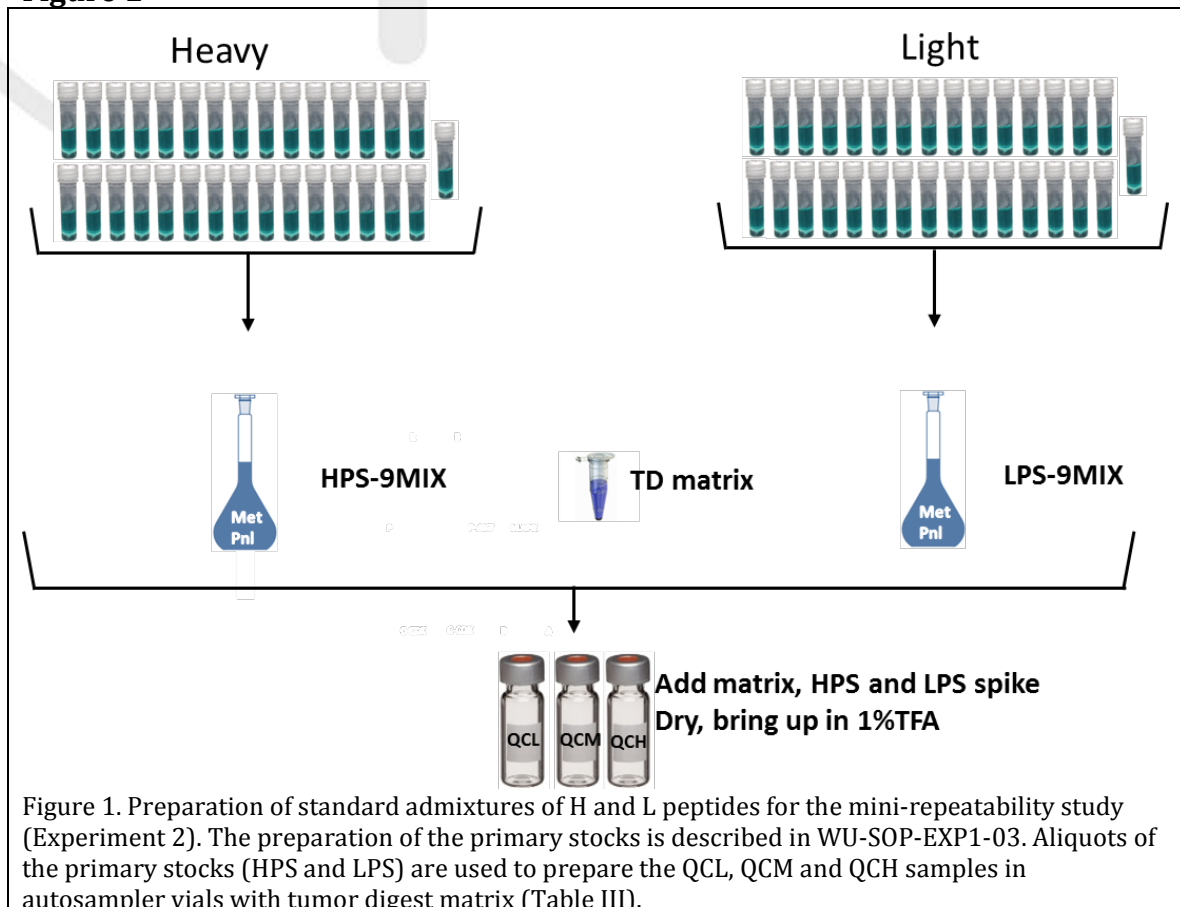 Heavy
Light
HPS-9MIX
TD matrix
LPS-9MIX
Met
Pnl
Met
Pnl
Add matrix, HPS and LPS spike
Dry, bring up in 1%TFA
QCL
QCM
QCH
Figure 1. Preparation of standard admixtures of H and L peptides for the mini-repeatability study
(Experiment 2). The preparation of the primary stocks is described in WU-SOP-EXP1-03. Aliquots of
the primary stocks (HPS and LPS) are used to prepare the QCL, QCM and QCH samples in
autosampler vials with tumor digest matrix (Table III).